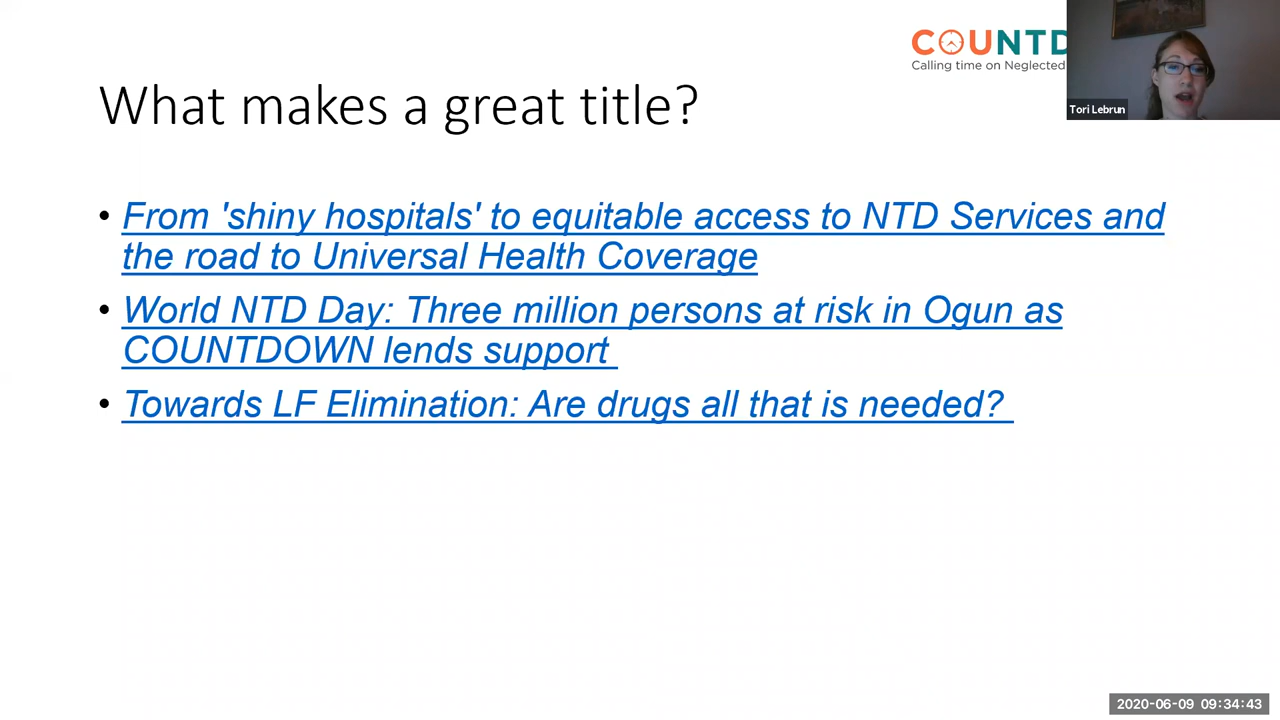 COUNTD
Calling time on Neglected
Tori Lebrun
What makes a great title?
• From 'shiny hospitals' to equitable access to NTD Services and
the road to Universal Health Coverage
• World NTD Day: Three million persons at risk in Ogun as
COUNTDOWN lends support
• Towards LF Elimination: Are drugs all that is needed?
2020-06-09 09:34:43